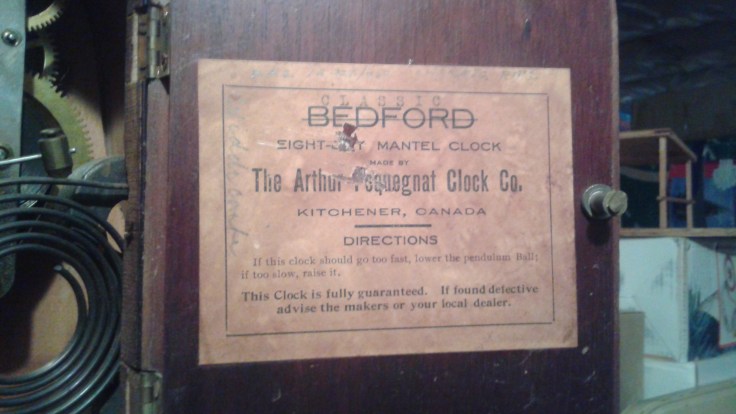 CLASSIC
BEDFORD
EIGHT-DAY MANTEL CLOCK
MADE BY
The Arthur Pequegnat Clock Co.
KITCHENER, CANADA
DIRECTIONS
If this clock should go too fast, lower the pendulum Ball;
if too slow, raise it.
This Clock is fully guaranteed. If found defective
advise the makers or your local dealer.